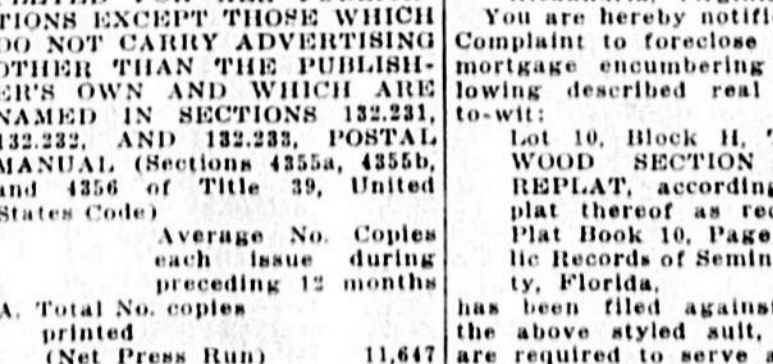 TIONS EXCEPT THOSE WHICH
DO NOT CARRY ADVERTISING
OTHER THAN THE PUBLISH-
ER'S OWN AND WHICH ARE
NAMED IN SECTIONS 132.231,
132.232, AND 132.233, POSTAL
MANUAL (Sections 4355a, 4355b,
and 4356 of Title 39, United
States Code)
Average No. Copies
each issue during
preceding 12 months
A. Total No. copies
printed
(Net Press Run) 11,647
You are hereby notifi
Complaint to foreclose
mortgage encumbering
lowing described real
to-wit:
Lot 10, Block H,
WOOD SECTION
REPLAT, according
plat thereof as rec
Plat Book 10, Page
lic Records of Semin
ty, Florida,
has been filed against
the above styled suit,
are required to serve